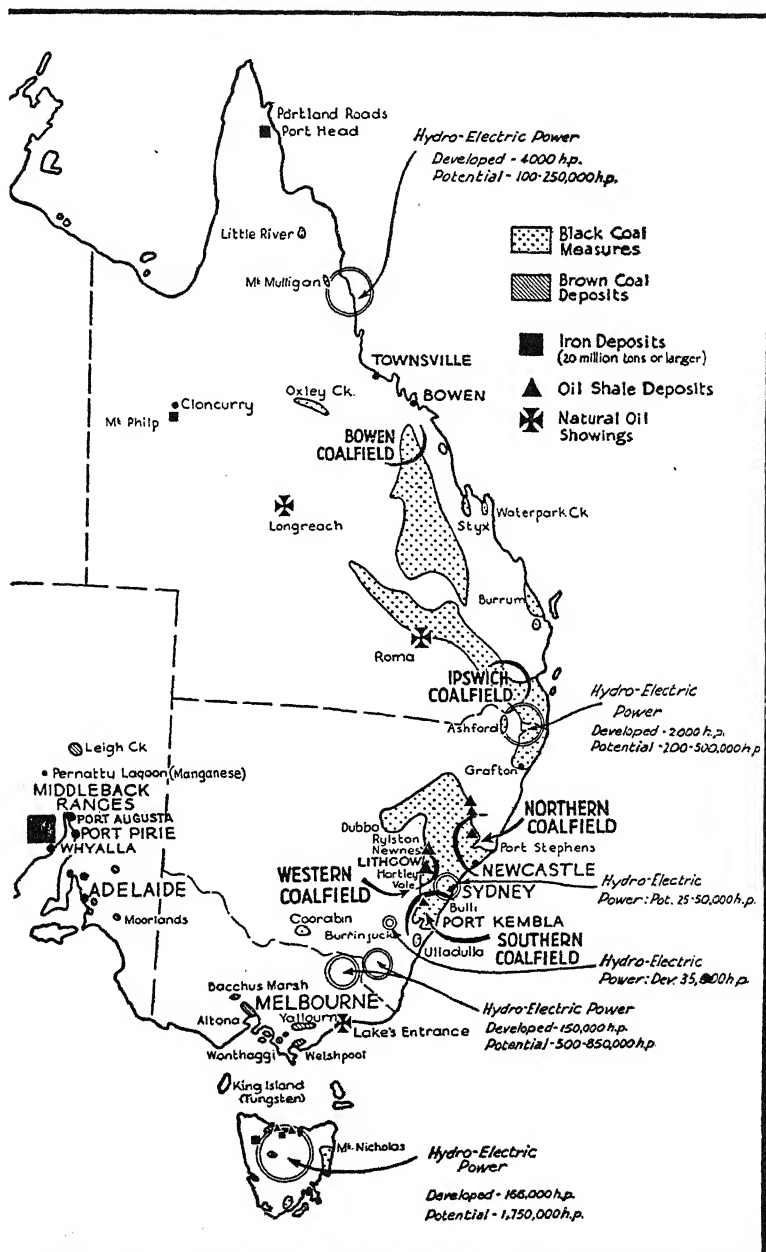 Portland Roads
Port Head
Hydro-Electric Power
Developed - 4000 h.p.
Potential - 100-250,000 h.p.
Little River
Mt. Mulligan
Black Coal
Measures
Brown Coal
Deposits
Iron Deposits
(20 million tons or larger)
Oil Shale Deposits
Natural Oil
Showings
TOWNSVILLE
BOWEN
Oxley Ck.
Cloncurry
Mt Philp
BOWEN
COALFIELD
Longreach
Styx
Waterpark Ck
Burrum
Roma
IPSWICH
COALFIELD
Ashford
Hydro-Electric
Power
Developed - 2000 h.p.
Potential - 200-500,000 h.p
Grafton
Leigh Ck
Pernatty Lagoon (Manganese)
MIDDLEBACK
RANGES
PORT AUGUSTA
PORT PIRIE
WHYALLA
ADELAIDE
Moorlands
Dubbo
Rylston
Newnes
LITHGOW
Hartley
Vale
NORTHERN
COALFIELD
Port Stephens
NEWCASTLE
SYDNEY
WESTERN
COALFIELD
Hydro-Electric
Power: Pot. 25-50,000 h.p.
Bulli
PORT KEMBLA
Coorabin
Burrinjuck
SOUTHERN
COALFIELD
Ulladulla
Hydro-Electric
Power: Dev. 35,000 h.p.
Bacchus Marsh
MELBOURNE
Altona
Yallourn
Lake's Entrance
Wonthaggi
Welshpool
Hydro-Electric Power
Developed - 150,000 h.p.
Potential - 500-850,000 h.p.
King Island
(Tungsten)
Mt. Nicholas
Hydro-Electric
Power
Developed - 166,000 h.p.
Potential - 1,750,000 h.p.